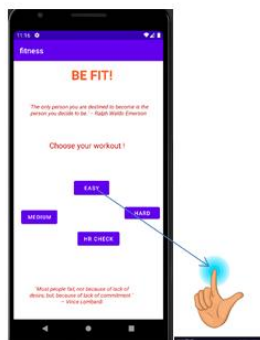 11:56
fitness
BE FIT!
"The only person you are destined to become is the
person you decide to be." - Ralph Waldo Emerson
Choose your workout !
EASY
HARD
MEDIUM
HR CHECK
"Most people fail, not because of lack of
desire, but, because of lack of commitment."
- Vince Lombardi